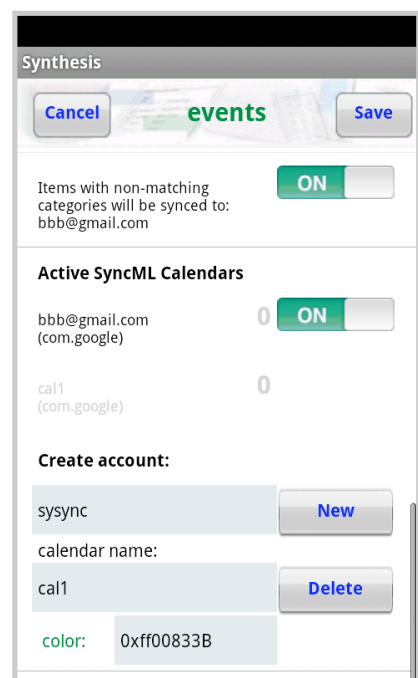 Synthesis
Cancel events Save
Items with non-matching ON
categories will be synced to:
bbb@gmail.com
Active SyncML Calendars
bbb@gmail.com 0 ON
(com.google)
cal1 0
(com.google)
Create account:
sysync New
calendar name:
cal1 Delete
color: 0xff00833B